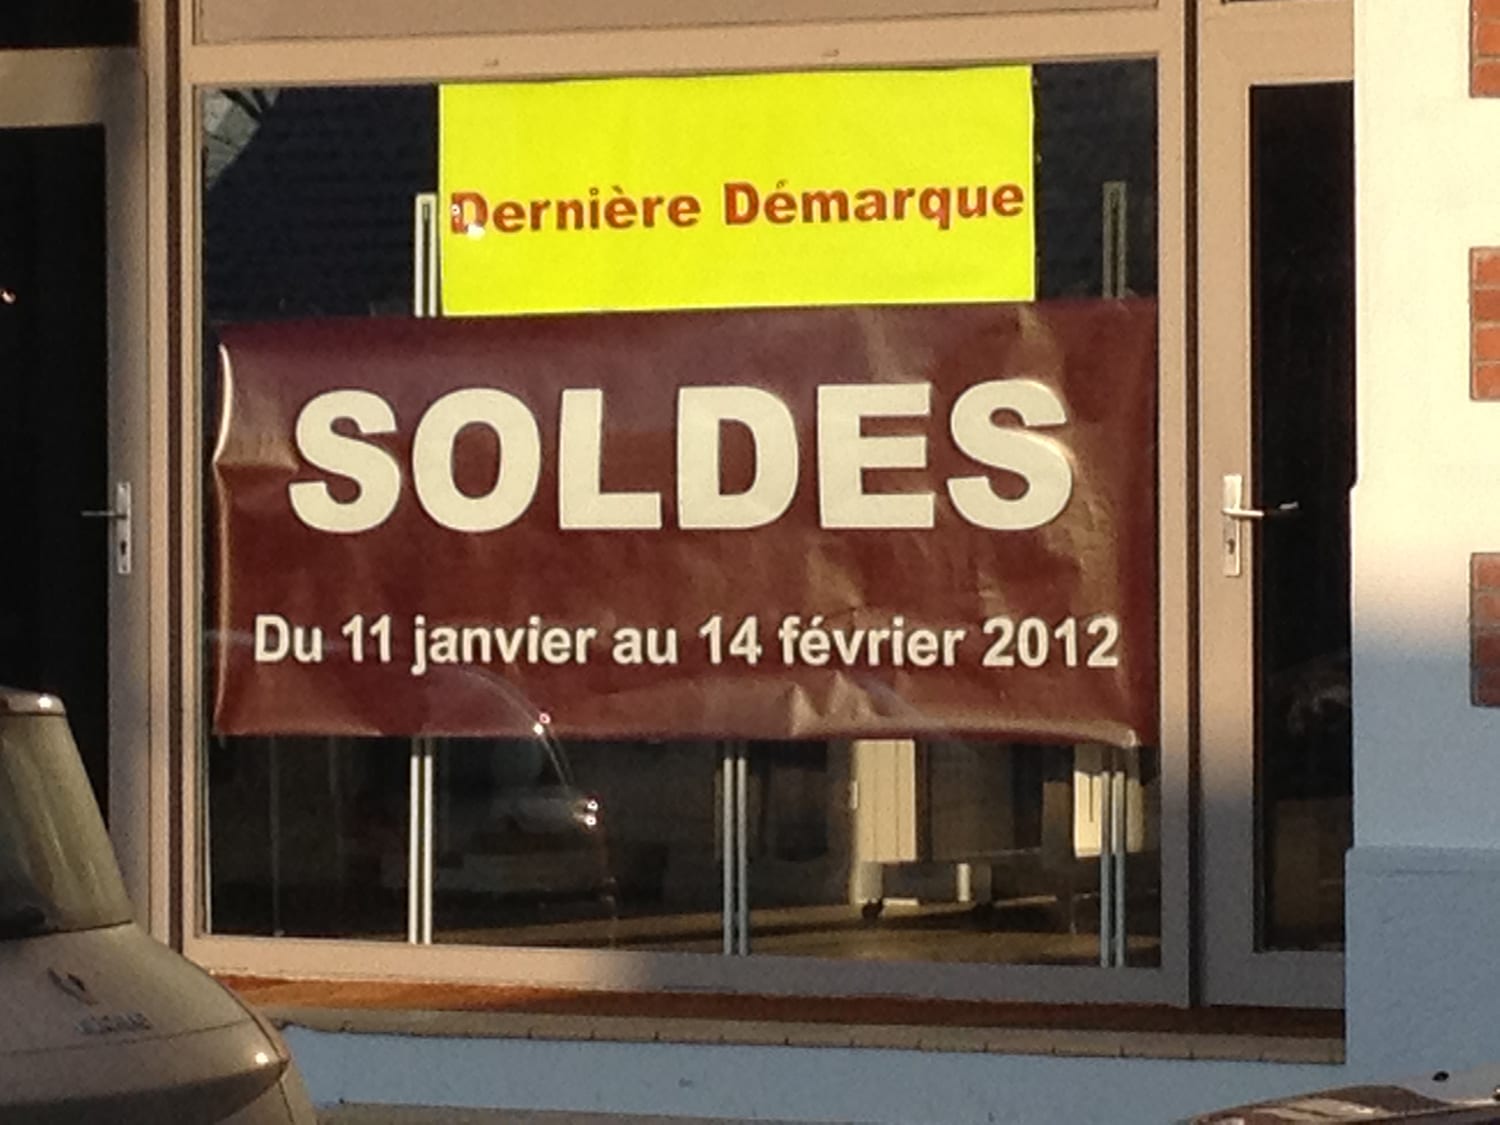 Dernière Démarque
SOLDES
Du 11 janvier au 14 février 2012